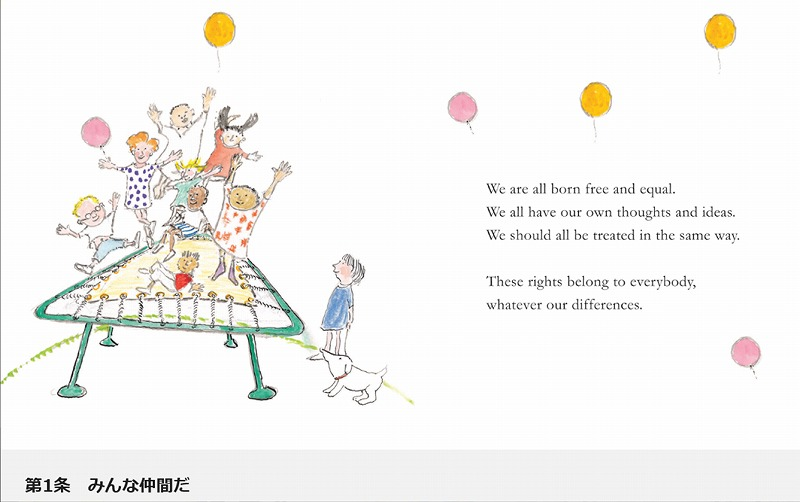 We are all born free and equal.
We all have our own thoughts and ideas.
We should all be treated in the same way.
These rights belong to everybody,
whatever our differences.
第1条　みんな仲間だ